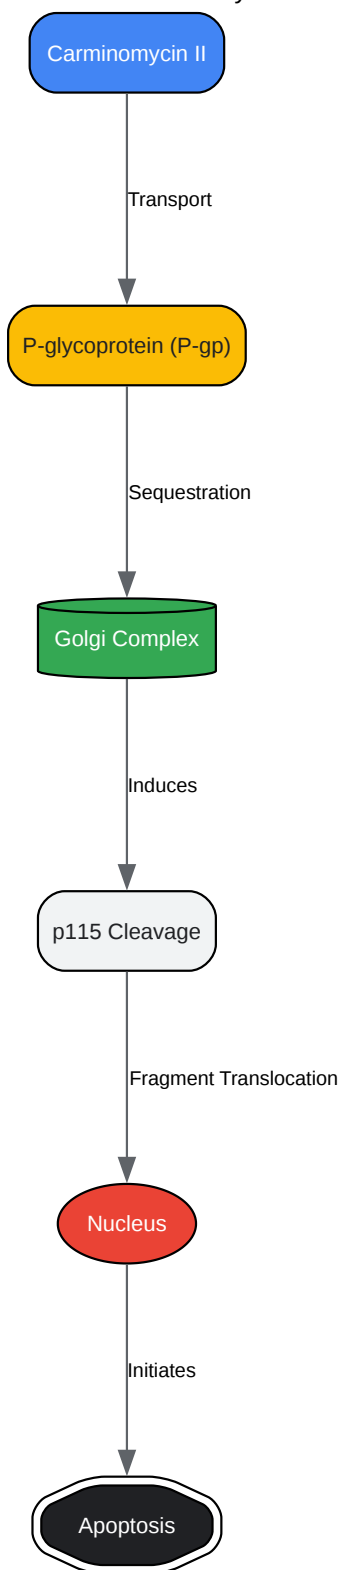 Carminomycin II
Transport
P-glycoprotein (P-gp)
Sequestration
Golgi Complex
Induces
p115 Cleavage
Fragment Translocation
Nucleus
Initiates
Apoptosis